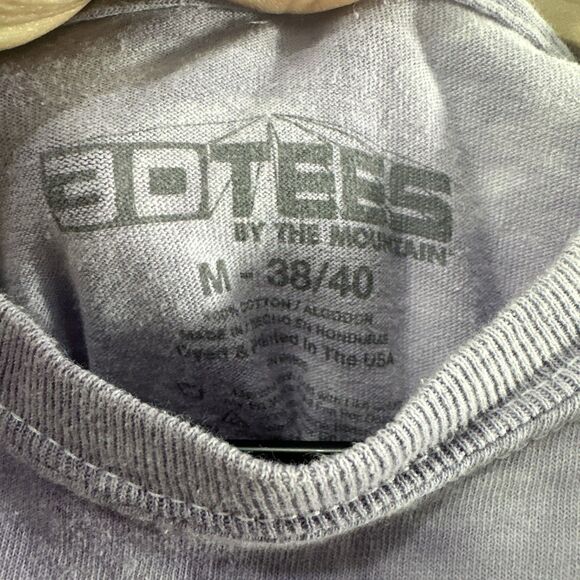 3DTEES
BY THE MOUNTAIN
M - 38/40
100% COTTON / ALGODON
MADE IN / HECHO EN HONDURAS
Dyed & Printed In The USA